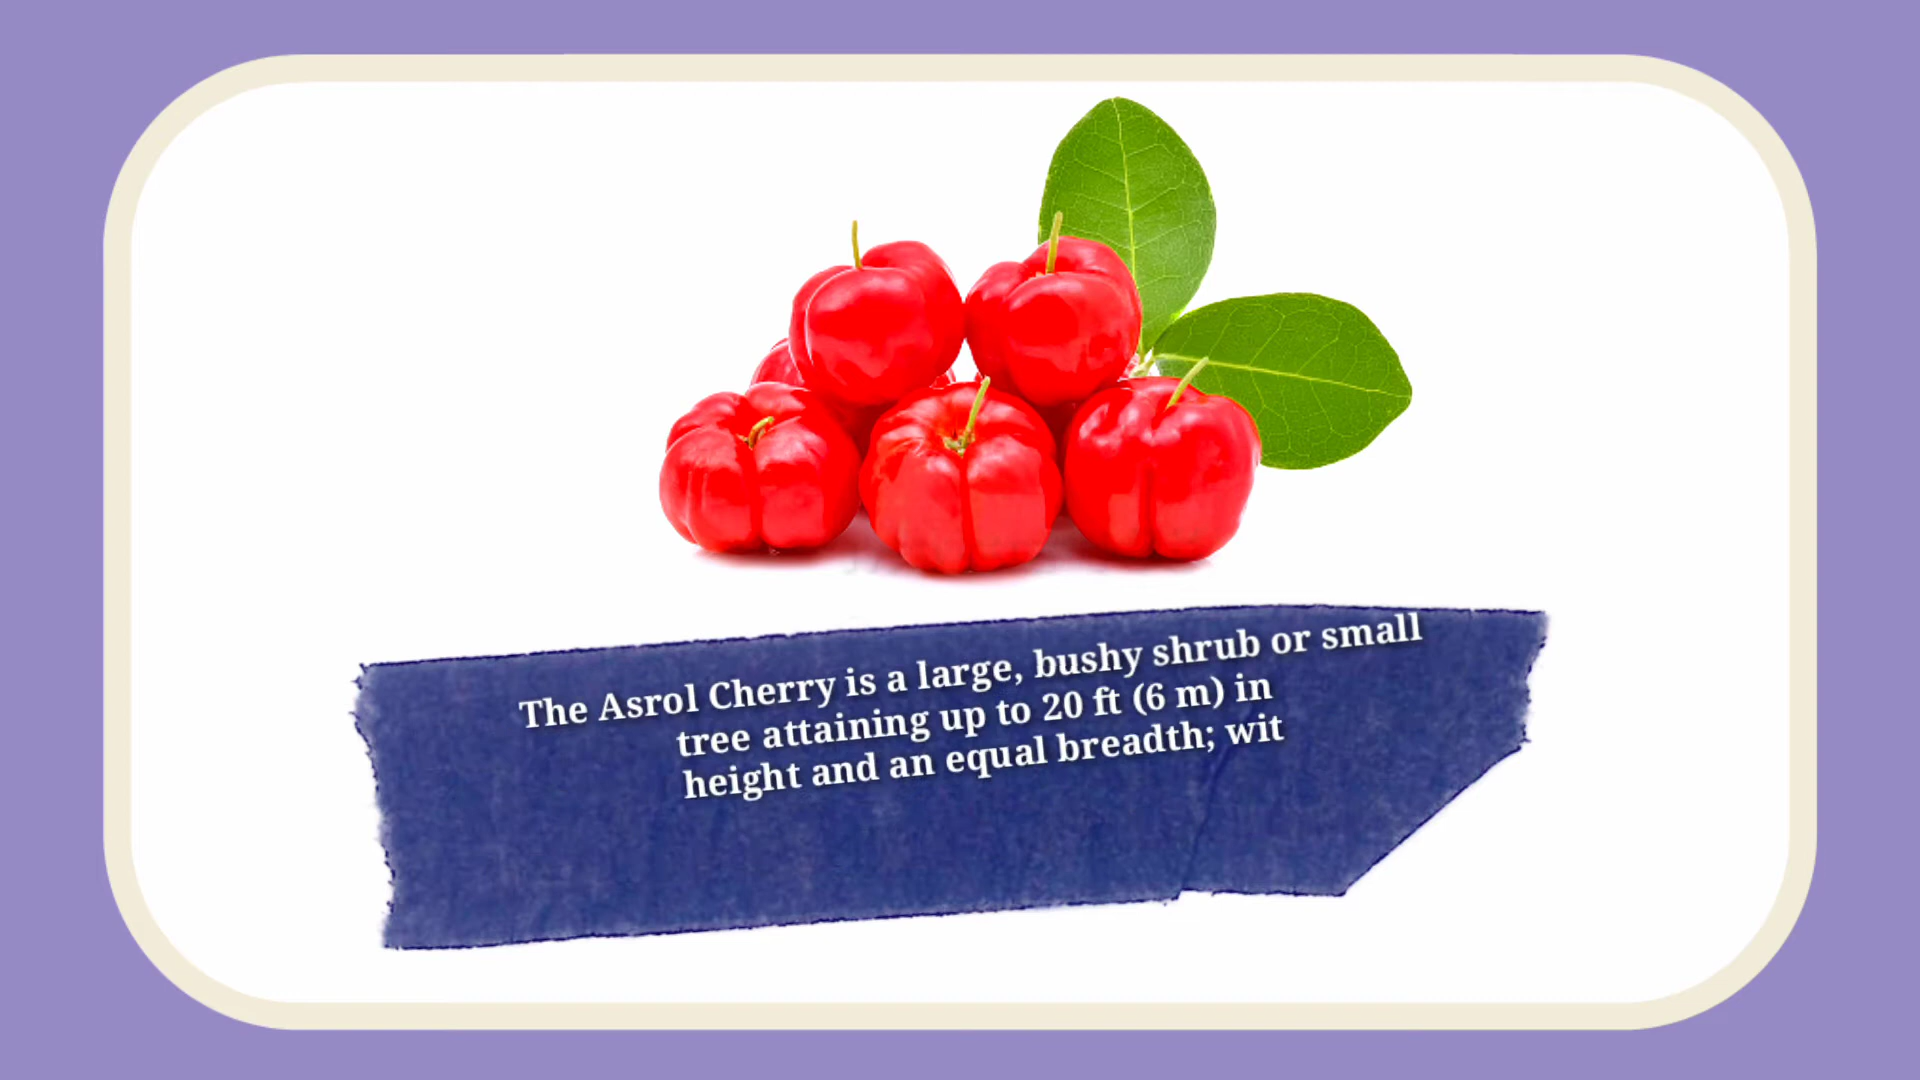 The Asrol Cherry is a large, bushy shrub or small
tree attaining up to 20 ft (6 m) in
height and an equal breadth; wit